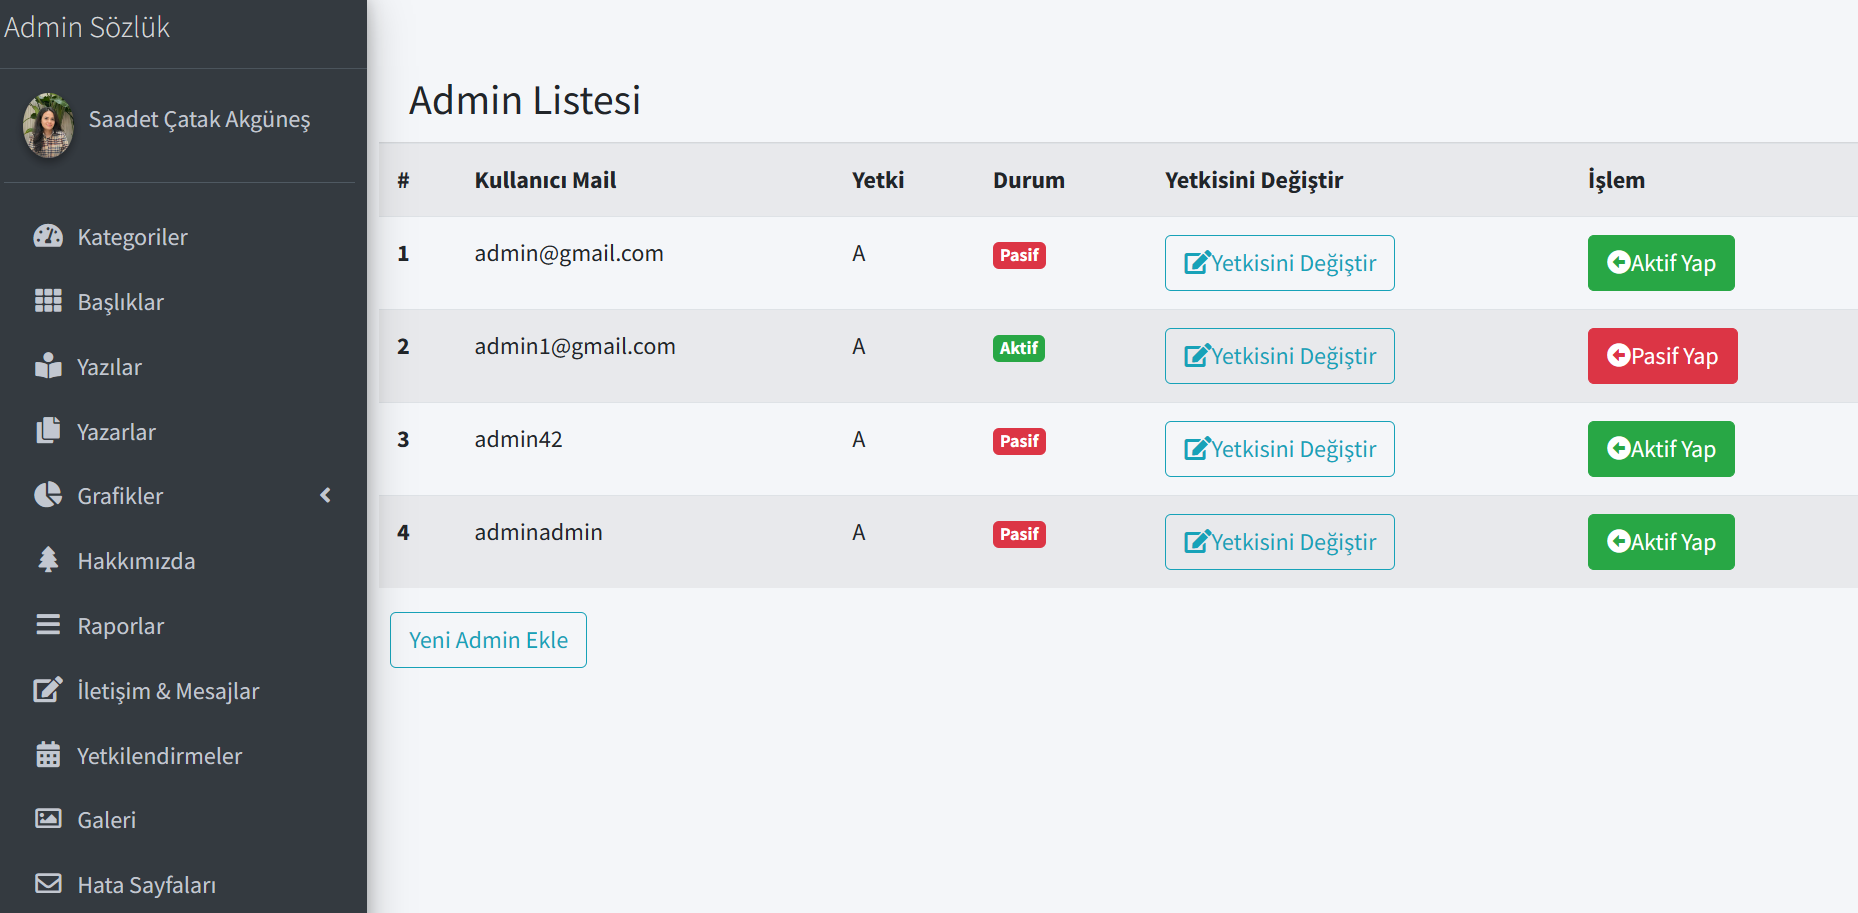 Admin Sözlük
Saadet Çatak Akgüneş
Kategoriler
Başlıklar
Yazılar
Yazarlar
Grafikler
Hakkımızda
Raporlar
İletişim & Mesajlar
Yetkilendirmeler
Galeri
Hata Sayfaları
Admin Listesi
# Kullanıcı Mail Yetki Durum Yetkisini Değiştir İşlem
1 admin@gmail.com A Pasif Yetkisini Değiştir Aktif Yap
2 admin1@gmail.com A Aktif Yetkisini Değiştir Pasif Yap
3 admin42 A Pasif Yetkisini Değiştir Aktif Yap
4 adminadmin A Pasif Yetkisini Değiştir Aktif Yap
Yeni Admin Ekle